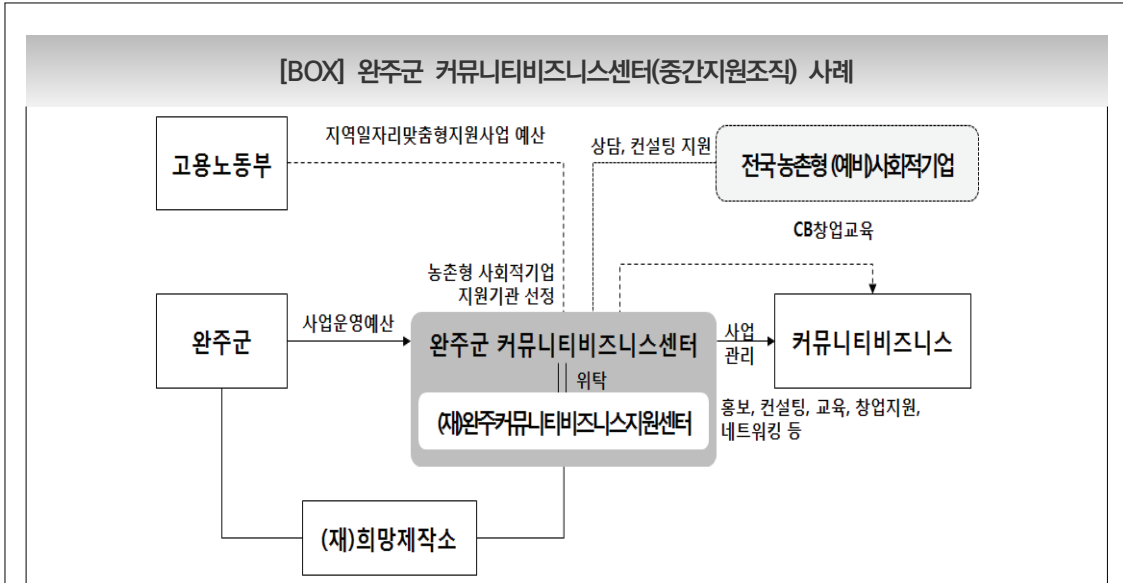 [BOX] 완주군 커뮤니티비즈니스센터(중간지원조직) 사례
지역일자리맞춤형지원사업 예산
고용노동부
상담, 컨설팅 지원
전국 농촌형 (예비)사회적기업
CB창업교육
농촌형 사회적기업
지원기관 선정
완주군
사업운영예산
완주군 커뮤니티비즈니스센터
사업
관리
커뮤니티비즈니스
위탁
(재)완주커뮤니티비즈니스지원센터
홍보, 컨설팅, 교육, 창업지원,
네트워킹 등
(재)희망제작소